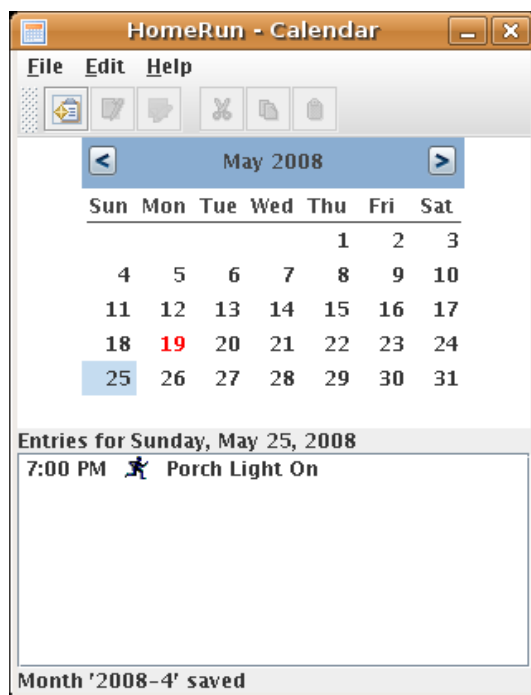 HomeRun - Calendar
File Edit Help
< May 2008 >
Sun Mon Tue Wed Thu Fri Sat
1 2 3
4 5 6 7 8 9 10
11 12 13 14 15 16 17
18 19 20 21 22 23 24
25 26 27 28 29 30 31
Entries for Sunday, May 25, 2008
7:00 PM Porch Light On
Month '2008-4' saved